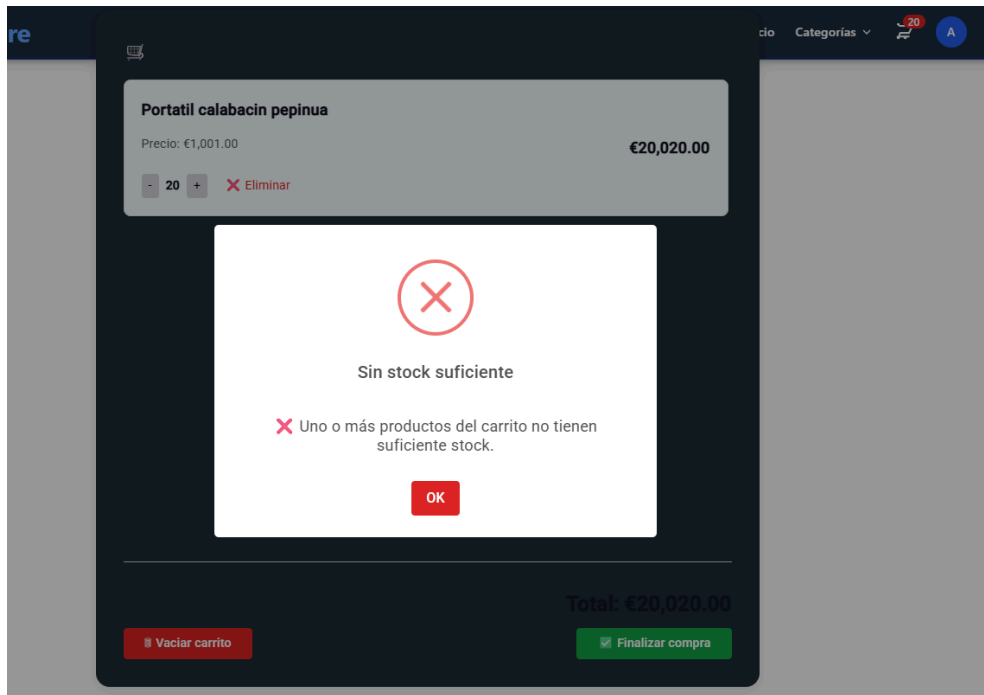 re
cio Categorías 20 A
Portatil calabacin pepinua
Precio: €1,001.00
€20,020.00
- 20 + Eliminar
Sin stock suficiente
Uno o más productos del carrito no tienen
suficiente stock.
OK
Total: €20,020.00
Vaciar carrito Finalizar compra